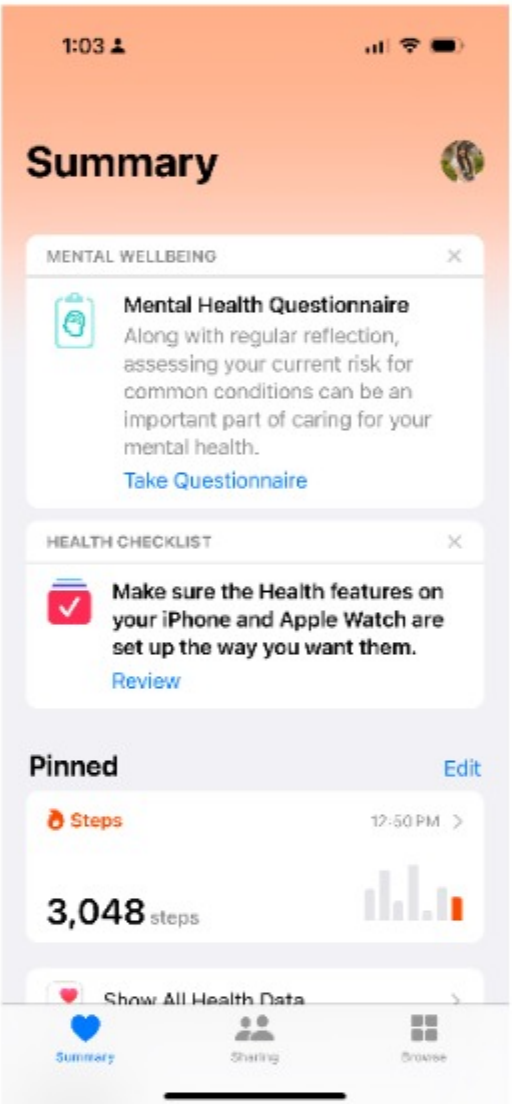 1:03
Summary
MENTAL WELLBEING
Mental Health Questionnaire
Along with regular reflection,
assessing your current risk for
common conditions can be an
important part of caring for your
mental health.
Take Questionnaire
HEALTH CHECKLIST
Make sure the Health features on
your iPhone and Apple Watch are
set up the way you want them.
Review
Pinned
Edit
Steps
12:50 PM
3,048 steps
Show All Health Data
Summary
Sharing
Browse